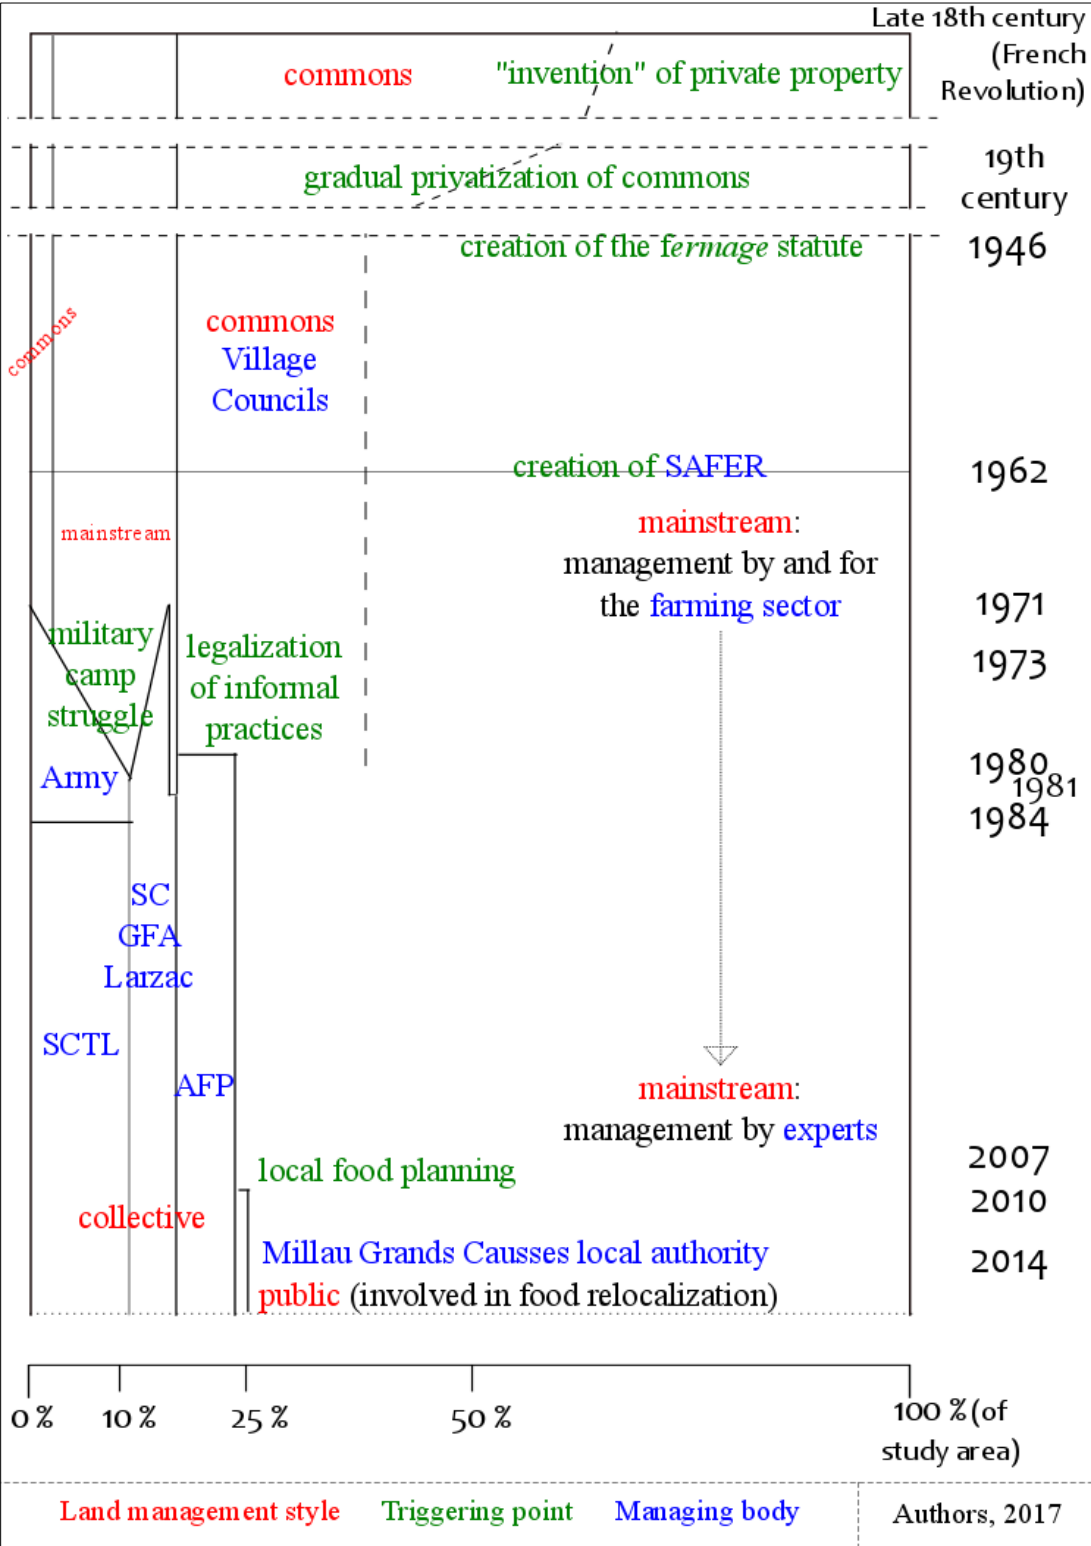 Late 18th century
(French
Revolution)
commons
"invention" of private property
19th
century
gradual privatization of commons
1946
creation of the fermage statute
commons
commons
Village
Councils
creation of SAFER
1962
mainstream
mainstream:
management by and for
the farming sector
1971
military
camp
struggle
legalization
of informal
practices
1973
Army
1980
1981
1984
SC
GFA
Larzac
SCTL
AFP
mainstream:
management by experts
2007
local food planning
2010
collective
Millau Grands Causses local authority
2014
public (involved in food relocalization)
0 %
10 %
25 %
50 %
100 % (of
study area)
Land management style
Triggering point
Managing body
Authors, 2017